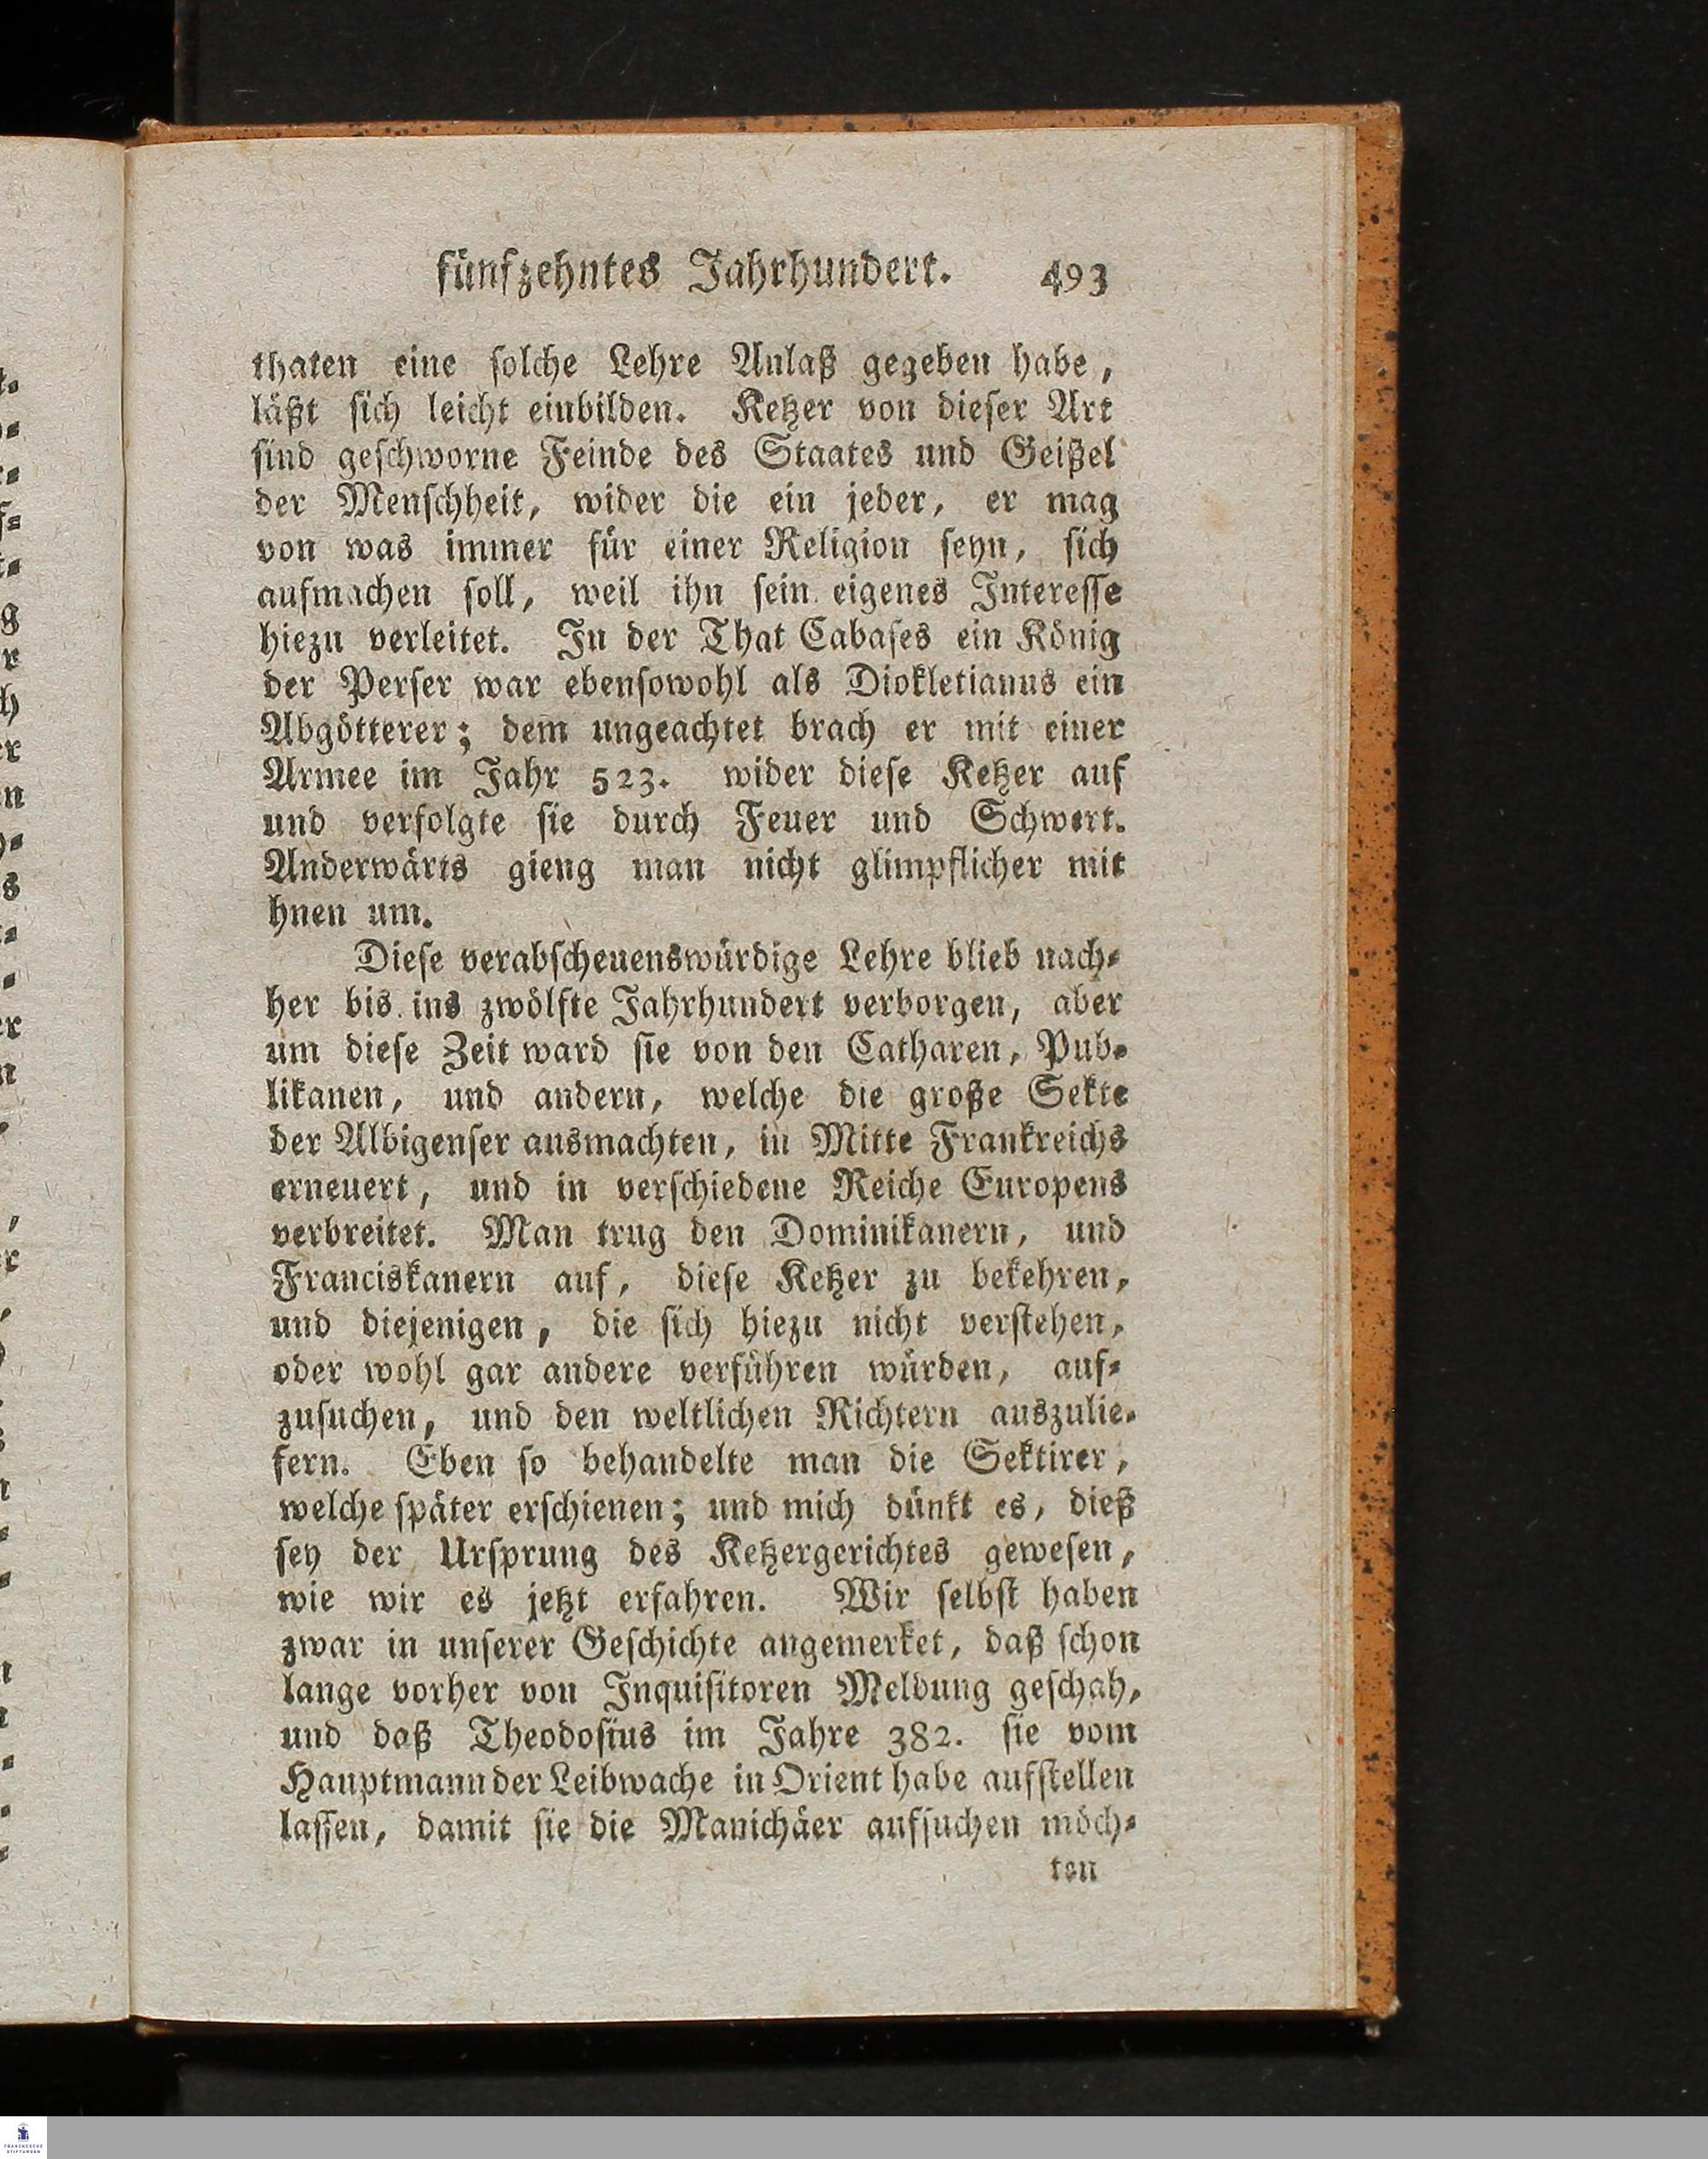 fünfzehntes Jahrhundert. 493
thaten eine solche Lehre Anlaß gegeben habe,
läßt sich leicht einbilden. Ketzer von dieser Art
sind geschworne Feinde des Staates und Geißel
der Menschheit, wider die ein jeder, er mag
von was immer für einer Religion seyn, sich
aufmachen soll, weil ihn sein eigenes Interesse
hiezu verleitet. In der That Cabases ein König
der Perser war ebensowohl als Diokletianus ein
Abgötterer; dem ungeachtet brach er mit einer
Armee im Jahr 523. wider diese Ketzer auf
und verfolgte sie durch Feuer und Schwert.
Anderwärts gieng man nicht glimpflicher mit
hnen um.
Diese verabscheuenswürdige Lehre blieb nach-
her bis ins zwölfte Jahrhundert verborgen, aber
um diese Zeit ward sie von den Catharen, Pub-
likanen, und andern, welche die große Sekte
der Albigenser ausmachten, in Mitte Frankreichs
erneuert, und in verschiedene Reiche Europens
verbreitet. Man trug den Dominikanern, und
Franciskanern auf, diese Ketzer zu bekehren,
und diejenigen, die sich hiezu nicht verstehen,
oder wohl gar andere verführen würden, auf-
zusuchen, und den weltlichen Richtern auszulie-
fern. Eben so behandelte man die Sektirer,
welche später erschienen; und mich dünkt es, dieß
sey der Ursprung des Ketzergerichtes gewesen,
wie wir es jetzt erfahren. Wir selbst haben
zwar in unserer Geschichte angemerket, daß schon
lange vorher von Inquisitoren Meldung geschah,
und daß Theodosius im Jahre 382. sie vom
Hauptmann der Leibwache in Orient habe aufstellen
lassen, damit sie die Manichäer aufsuchen möch-
ten
FRANCKESCHE
STIFTUNGEN